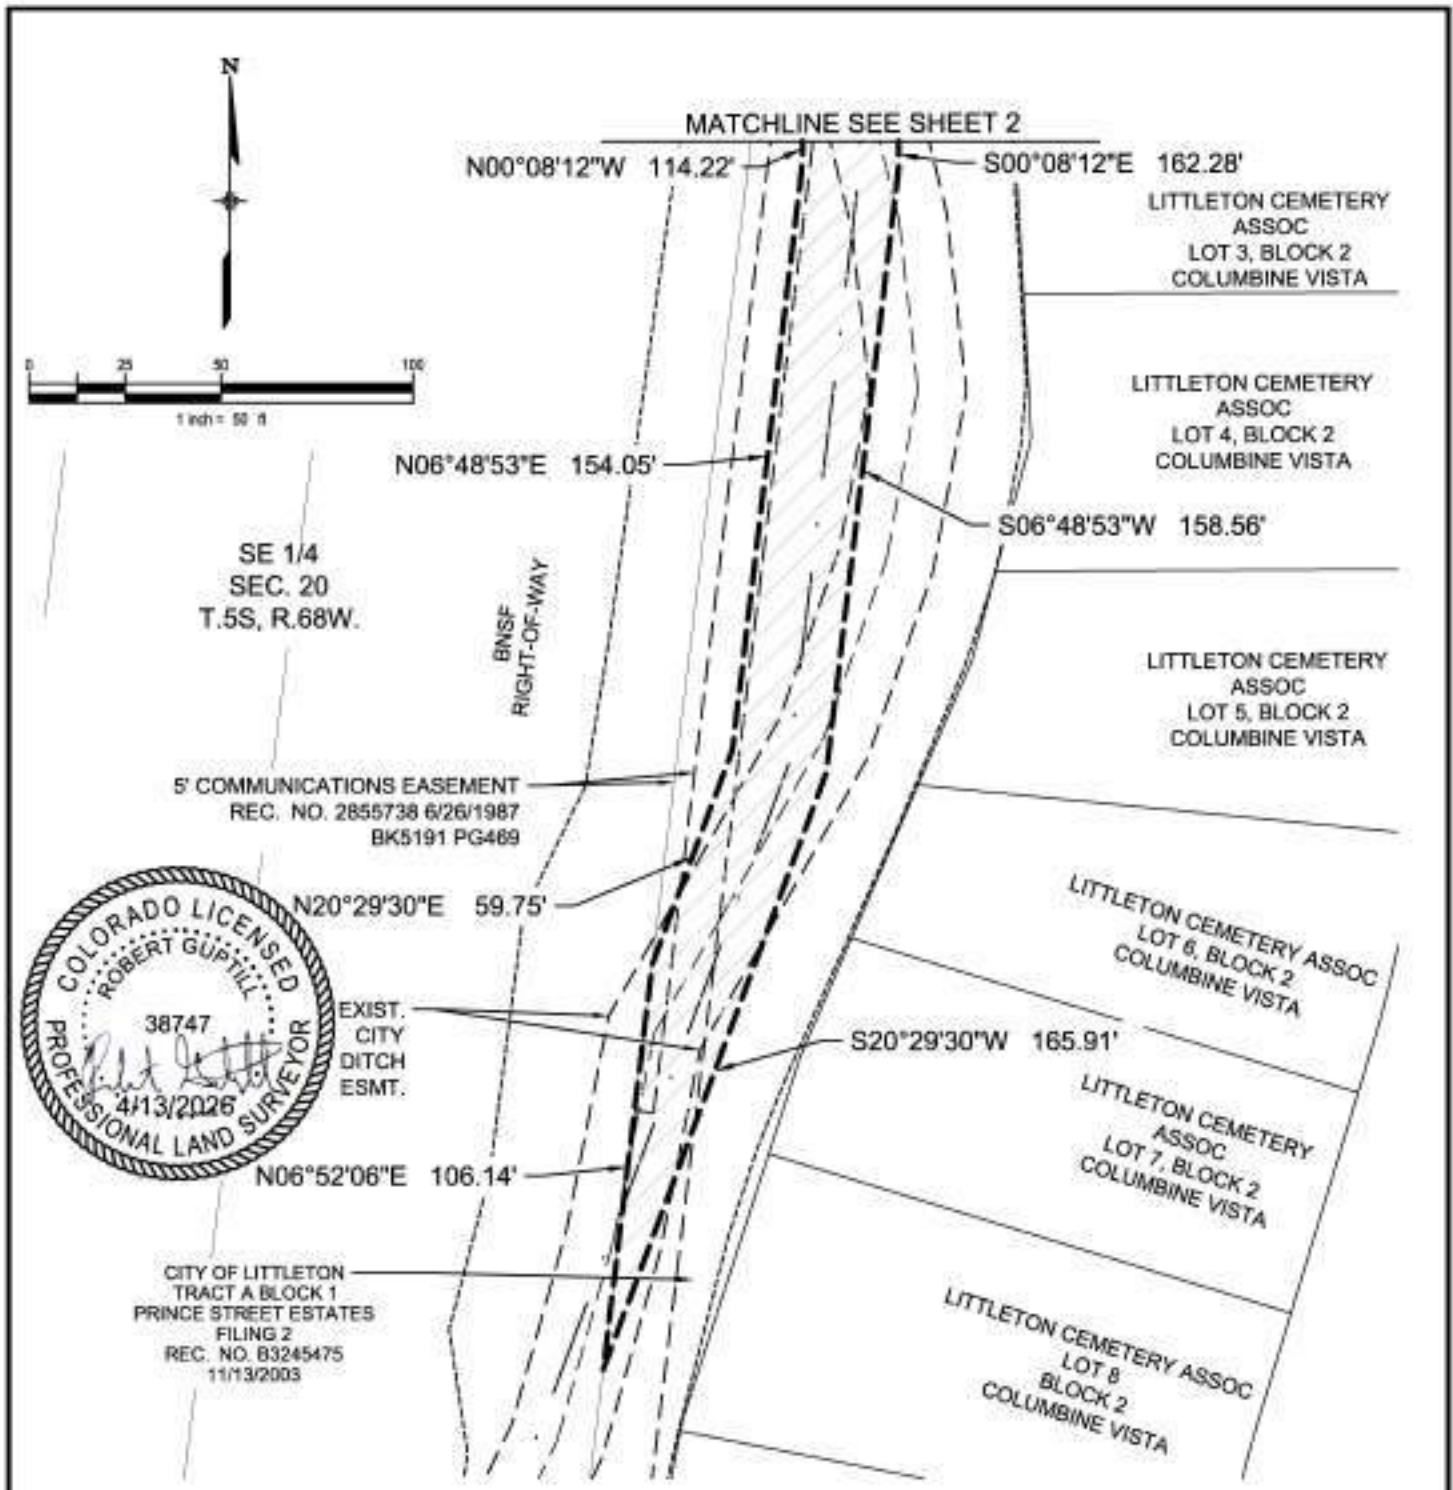 N
MATCHLINE SEE SHEET 2
N00°08'12"W 114.22'
S00°08'12"E 162.28'
LITTLETON CEMETERY
ASSOC
LOT 3, BLOCK 2
COLUMBINE VISTA
0 25 50 100
1 inch = 50 ft
LITTLETON CEMETERY
ASSOC
LOT 4, BLOCK 2
COLUMBINE VISTA
N06°48'53"E 154.05'
S06°48'53"W 158.56'
SE 1/4
SEC. 20
T.5S, R.68W.
BNSF
RIGHT-OF-WAY
LITTLETON CEMETERY
ASSOC
LOT 5, BLOCK 2
COLUMBINE VISTA
5' COMMUNICATIONS EASEMENT
REC. NO. 2855738 6/26/1987
BK5191 PG469
N20°29'30"E 59.75'
LITTLETON CEMETERY ASSOC
LOT 6, BLOCK 2
COLUMBINE VISTA
COLORADO LICENSED
ROBERT GUPTILL
38747
4/13/2026
PROFESSIONAL LAND SURVEYOR
EXIST.
CITY
DITCH
ESMT.
S20°29'30"W 165.91'
LITTLETON CEMETERY
ASSOC
LOT 7, BLOCK 2
COLUMBINE VISTA
N06°52'06"E 106.14'
CITY OF LITTLETON
TRACT A BLOCK 1
PRINCE STREET ESTATES
FILING 2
REC. NO. B3245475
11/13/2003
LITTLETON CEMETERY ASSOC
LOT 8
BLOCK 2
COLUMBINE VISTA